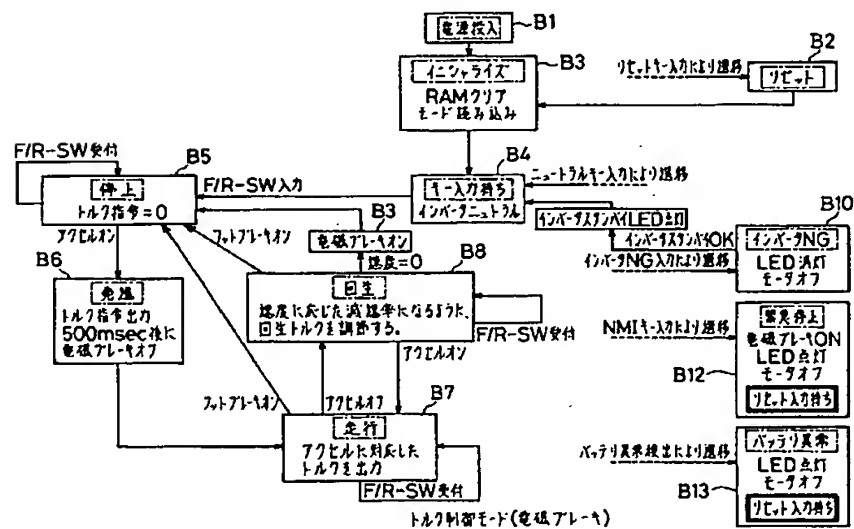 B1
電源投入
B3
イニシャライズ
RAMクリア
モード読み込み
リセットキー入力により遷移
B2
リセット
F/R-SW受付
B5
停止
トルク指令=0
F/R-SW入力
B4
キー入力待ち
インバータニュートラル
ニュートラルキー入力により遷移
インバータスタンバイLED点灯
インバータスタンバイOK
インバータNG入力により遷移
B10
インバータNG
LED消灯
モータオフ
アクセルオン
フットブレーキオン
B3
電磁ブレーキオン
速度=0
B6
発進
トルク指令出力
500msec後に
電磁ブレーキオフ
B8
回生
速度に応じた減速率になるように、
回生トルクを調節する。
F/R-SW受付
アクセルオン
NMIキー入力により遷移
B12
緊急停止
電磁ブレーキON
LED点灯
モータオフ
リセット入力待ち
フットブレーキオン
アクセルオフ
B7
走行
アクセルに対応した
トルクを出力
F/R-SW受付
バッテリ異常検出により遷移
B13
バッテリ異常
LED点灯
モータオフ
リセット入力待ち
トルク制御モード(電磁ブレーキ)